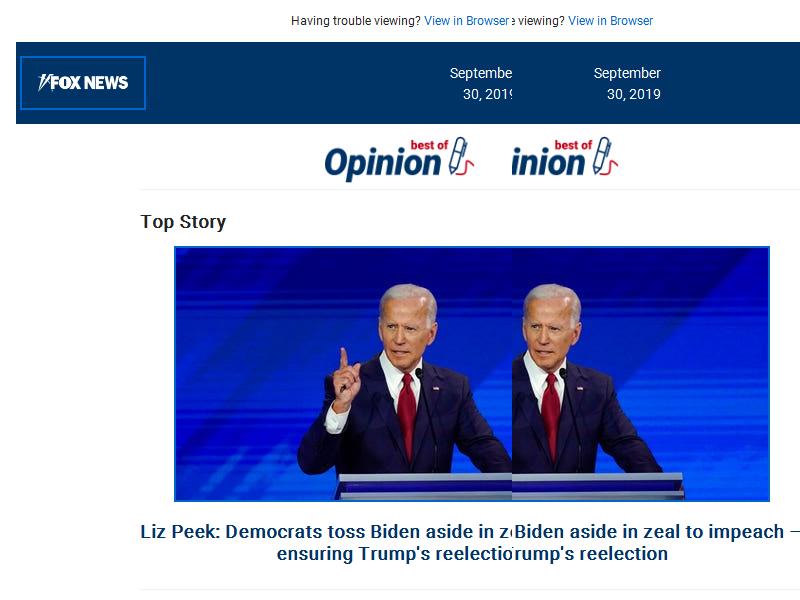 Having trouble viewing? View in Browser e viewing? View in Browser
FOX NEWS
Septembe September
30, 2019 30, 2019
best of best of
Opinion inion
Top Story
Liz Peek: Democrats toss Biden aside in ze Biden aside in zeal to impeach –
ensuring Trump's reelectio rump's reelection